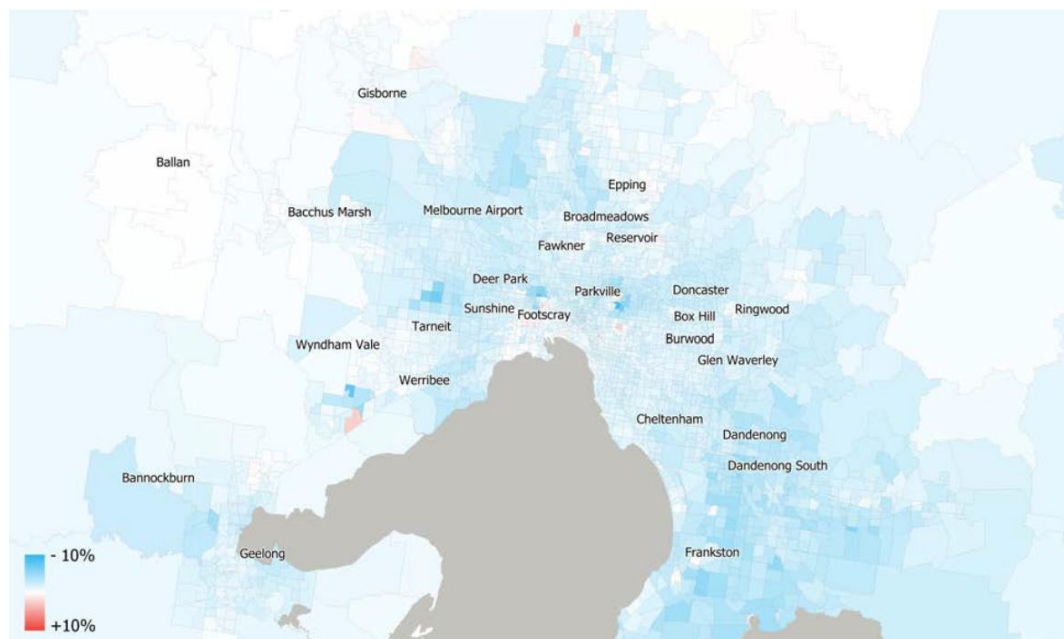 Gisborne
Ballan
Epping
Bacchus Marsh
Melbourne Airport
Broadmeadows
Reservoir
Fawkner
Deer Park
Parkville
Doncaster
Sunshine
Footscray
Box Hill
Ringwood
Tarneit
Burwood
Wyndham Vale
Glen Waverley
Werribee
Cheltenham
Dandenong
Dandenong South
Bannockburn
Geelong
Frankston
- 10%
+10%